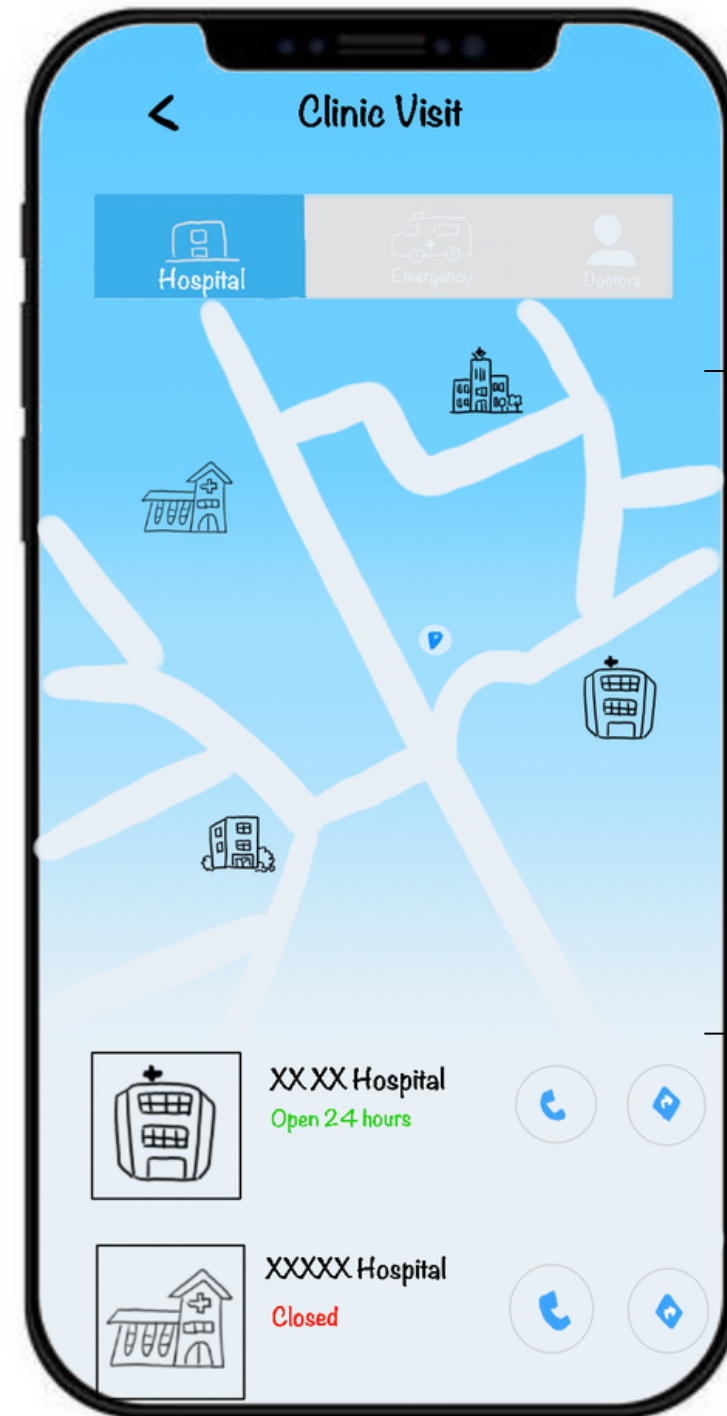 Clinic Visit
Hospital
Emergency
Doctors
XX XX Hospital
Open 24 hours
XXXXX Hospital
Closed